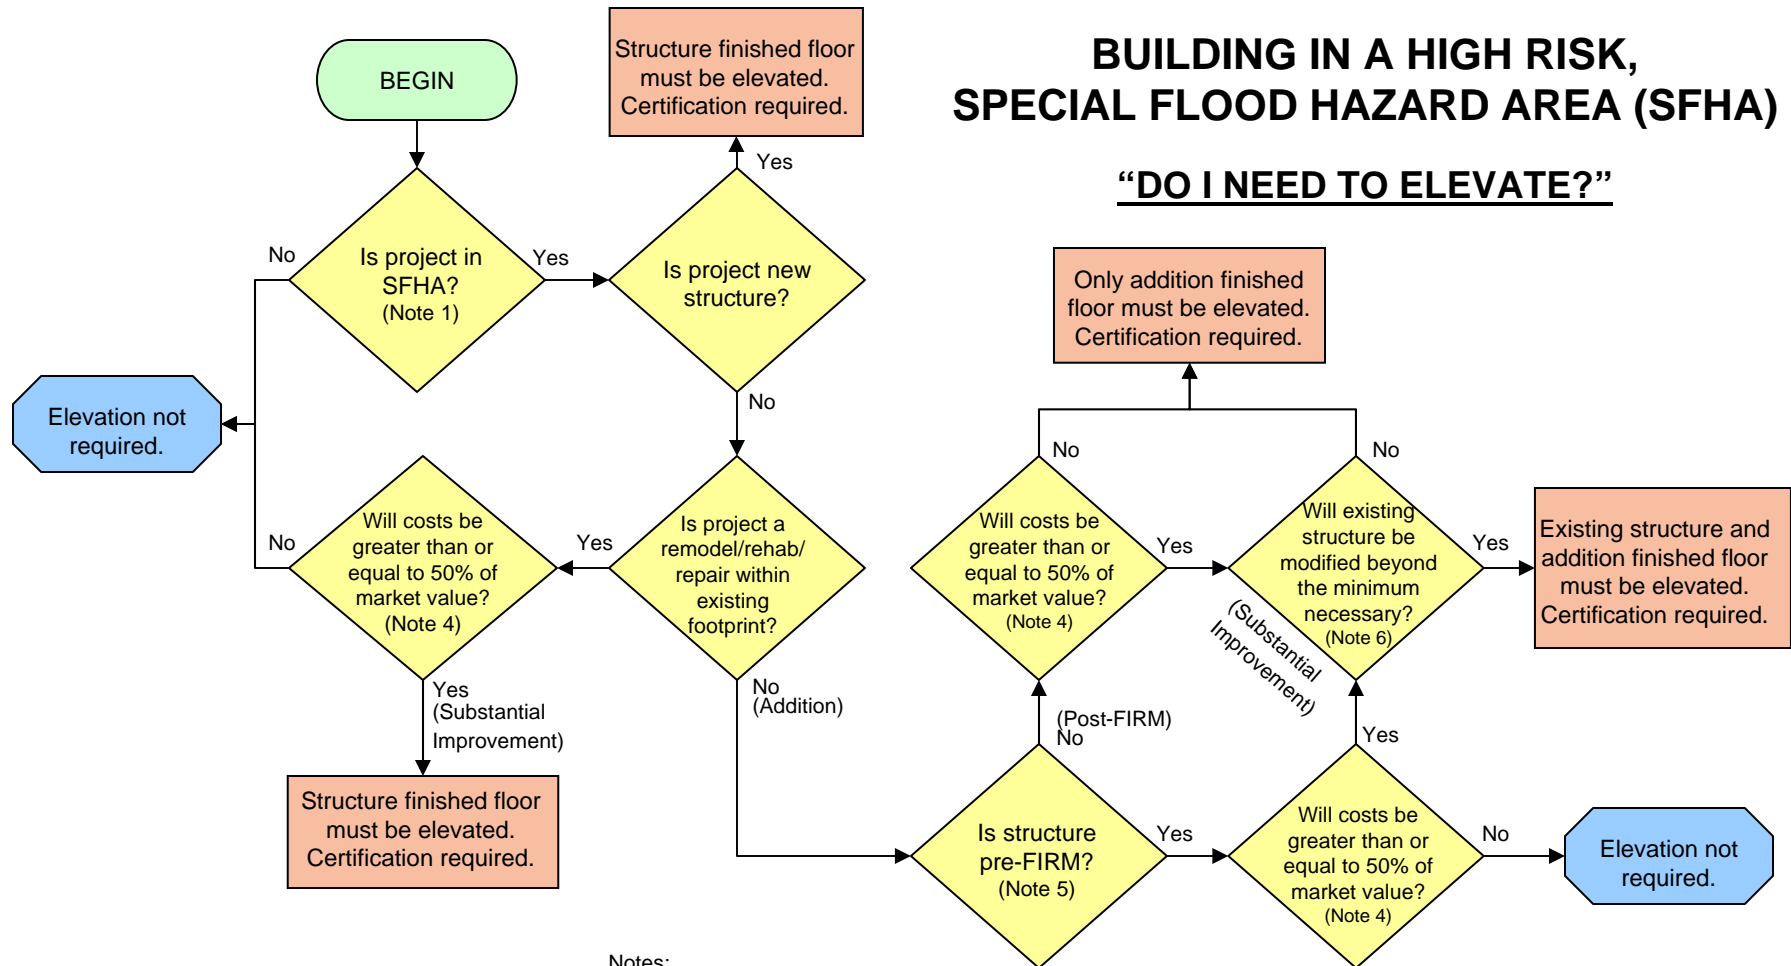 BUILDING IN A HIGH RISK,
SPECIAL FLOOD HAZARD AREA (SFHA)
“DO I NEED TO ELEVATE?”
BEGIN
Structure finished floor
must be elevated.
Certification required.
Yes
No
Is project in
SFHA?
(Note 1)
Yes
Is project new
structure?
No
Elevation not
required.
Only addition finished
floor must be elevated.
Certification required.
No
Will costs be
greater than or
equal to 50% of
market value?
(Note 4)
Yes
Is project a
remodel/rehab/
repair within
existing
footprint?
Yes
(Substantial
Improvement)
Structure finished floor
must be elevated.
Certification required.
No
(Addition)
No
Will costs be
greater than or
equal to 50% of
market value?
(Note 4)
Yes
No
Will existing
structure be
modified beyond
the minimum
necessary?
(Note 6)
Yes
Existing structure and
addition finished floor
must be elevated.
Certification required.
(Substantial
Improvement)
(Post-FIRM)
No
Yes
Is structure
pre-FIRM?
(Note 5)
Yes
Will costs be
greater than or
equal to 50% of
market value?
(Note 4)
No
Elevation not
required.
Notes: